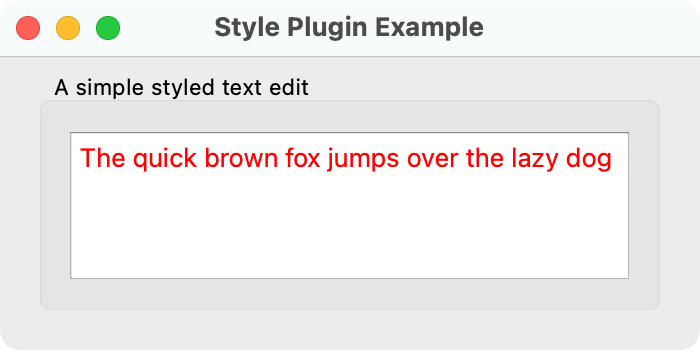 Style Plugin Example
A simple styled text edit
The quick brown fox jumps over the lazy dog